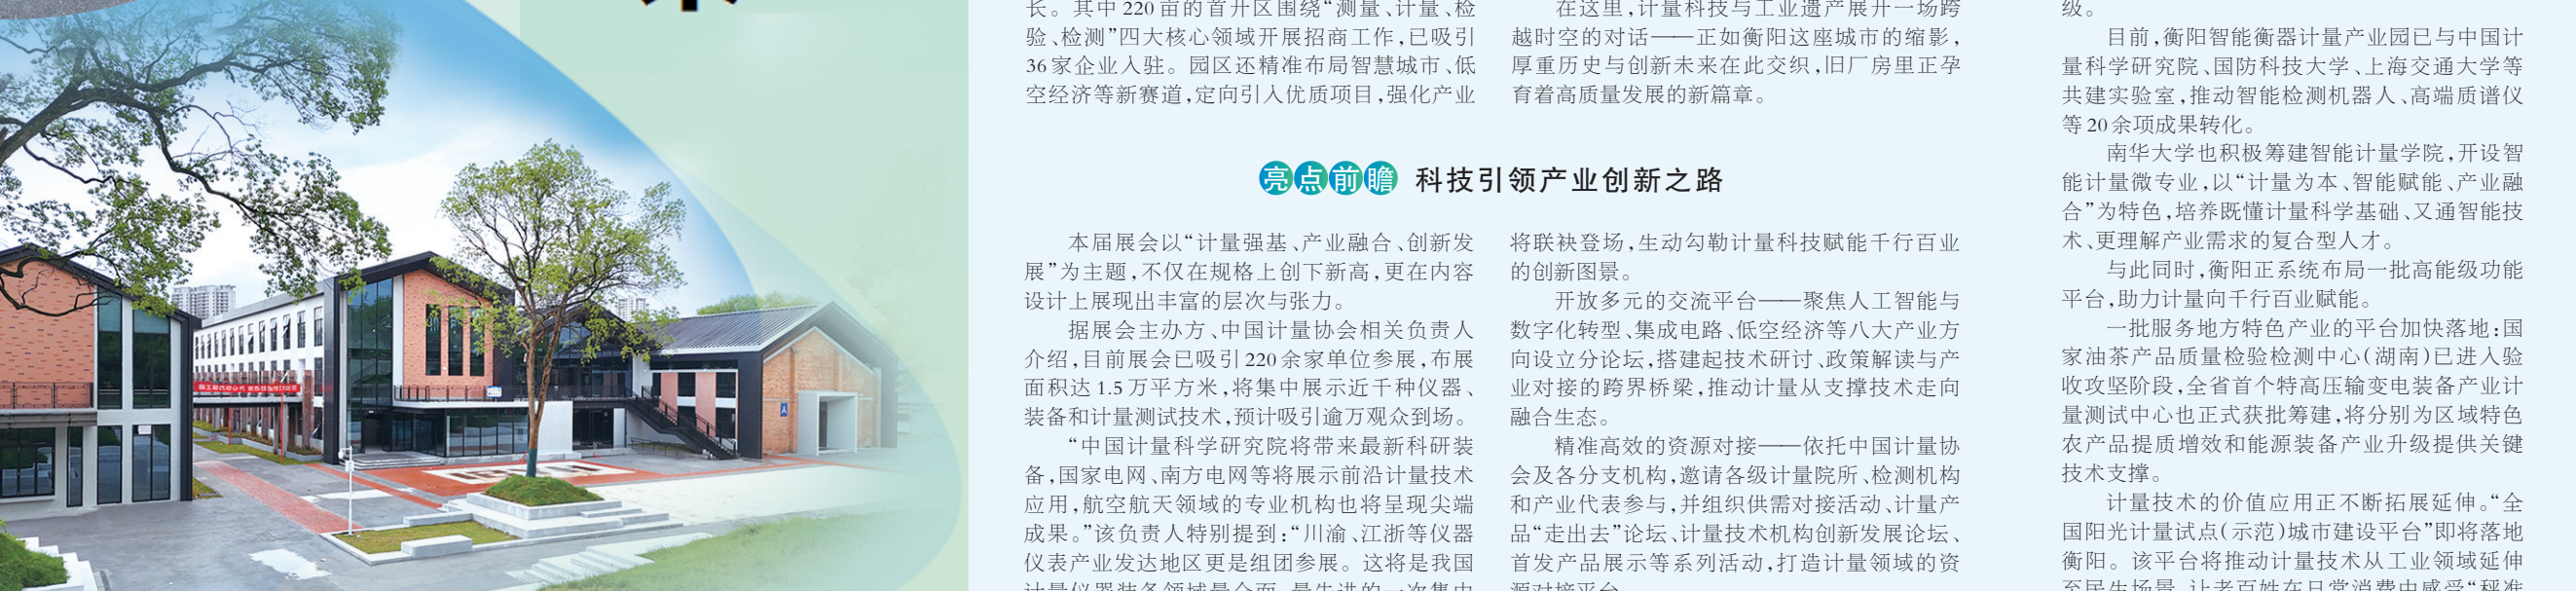 长。其中220亩的首开区围绕“测量、计量、检
验、检测”四大核心领域开展招商工作,已吸引
36家企业入驻。园区还精准布局智慧城市、低
空经济等新赛道,定向引入优质项目,强化产业
在这里,计量科技与工业遗产展开一场跨
越时空的对话——正如衡阳这座城市的缩影,
厚重历史与创新未来在此交织,旧厂房里正孕
育着高质量发展的新篇章。
亮点前瞻 科技引领产业创新之路
本届展会以“计量强基、产业融合、创新发
展”为主题,不仅在规格上创下新高,更在内容
设计上展现出丰富的层次与张力。
据展会主办方、中国计量协会相关负责人
介绍,目前展会已吸引220余家单位参展,布展
面积达1.5万平方米,将集中展示近千种仪器、
装备和计量测试技术,预计吸引逾万观众到场。
“中国计量科学研究院将带来最新科研装
备,国家电网、南方电网等将展示前沿计量技术
应用,航空航天领域的专业机构也将呈现尖端
成果。”该负责人特别提到:“川渝、江浙等仪器
仪表产业发达地区更是组团参展。这将是我国
计量仪器装备领域最全面、最先进的一次集中
将联袂登场,生动勾勒计量科技赋能千行百业
的创新图景。
开放多元的交流平台——聚焦人工智能与
数字化转型、集成电路、低空经济等八大产业方
向设立分论坛,搭建起技术研讨、政策解读与产
业对接的跨界桥梁,推动计量从支撑技术走向
融合生态。
精准高效的资源对接——依托中国计量协
会及各分支机构,邀请各级计量院所、检测机构
和产业代表参与,并组织供需对接活动、计量产
品“走出去”论坛、计量技术机构创新发展论坛、
首发产品展示等系列活动,打造计量领域的资
源对接平台。
级。
目前,衡阳智能衡器计量产业园已与中国计
量科学研究院、国防科技大学、上海交通大学等
共建实验室,推动智能检测机器人、高端质谱仪
等20余项成果转化。
南华大学也积极筹建智能计量学院,开设智
能计量微专业,以“计量为本、智能赋能、产业融
合”为特色,培养既懂计量科学基础、又通智能技
术、更理解产业需求的复合型人才。
与此同时,衡阳正系统布局一批高能级功能
平台,助力计量向千行百业赋能。
一批服务地方特色产业的平台加快落地:国
家油茶产品质量检验检测中心(湖南)已进入验
收攻坚阶段,全省首个特高压输变电装备产业计
量测试中心也正式获批筹建,将分别为区域特色
农产品提质增效和能源装备产业升级提供关键
技术支撑。
计量技术的价值应用正不断拓展延伸。“全
国阳光计量试点(示范)城市建设平台”即将落地
衡阳。该平台将推动计量技术从工业领域延伸
至民生场景,让老百姓在日常消费中感受“秤准